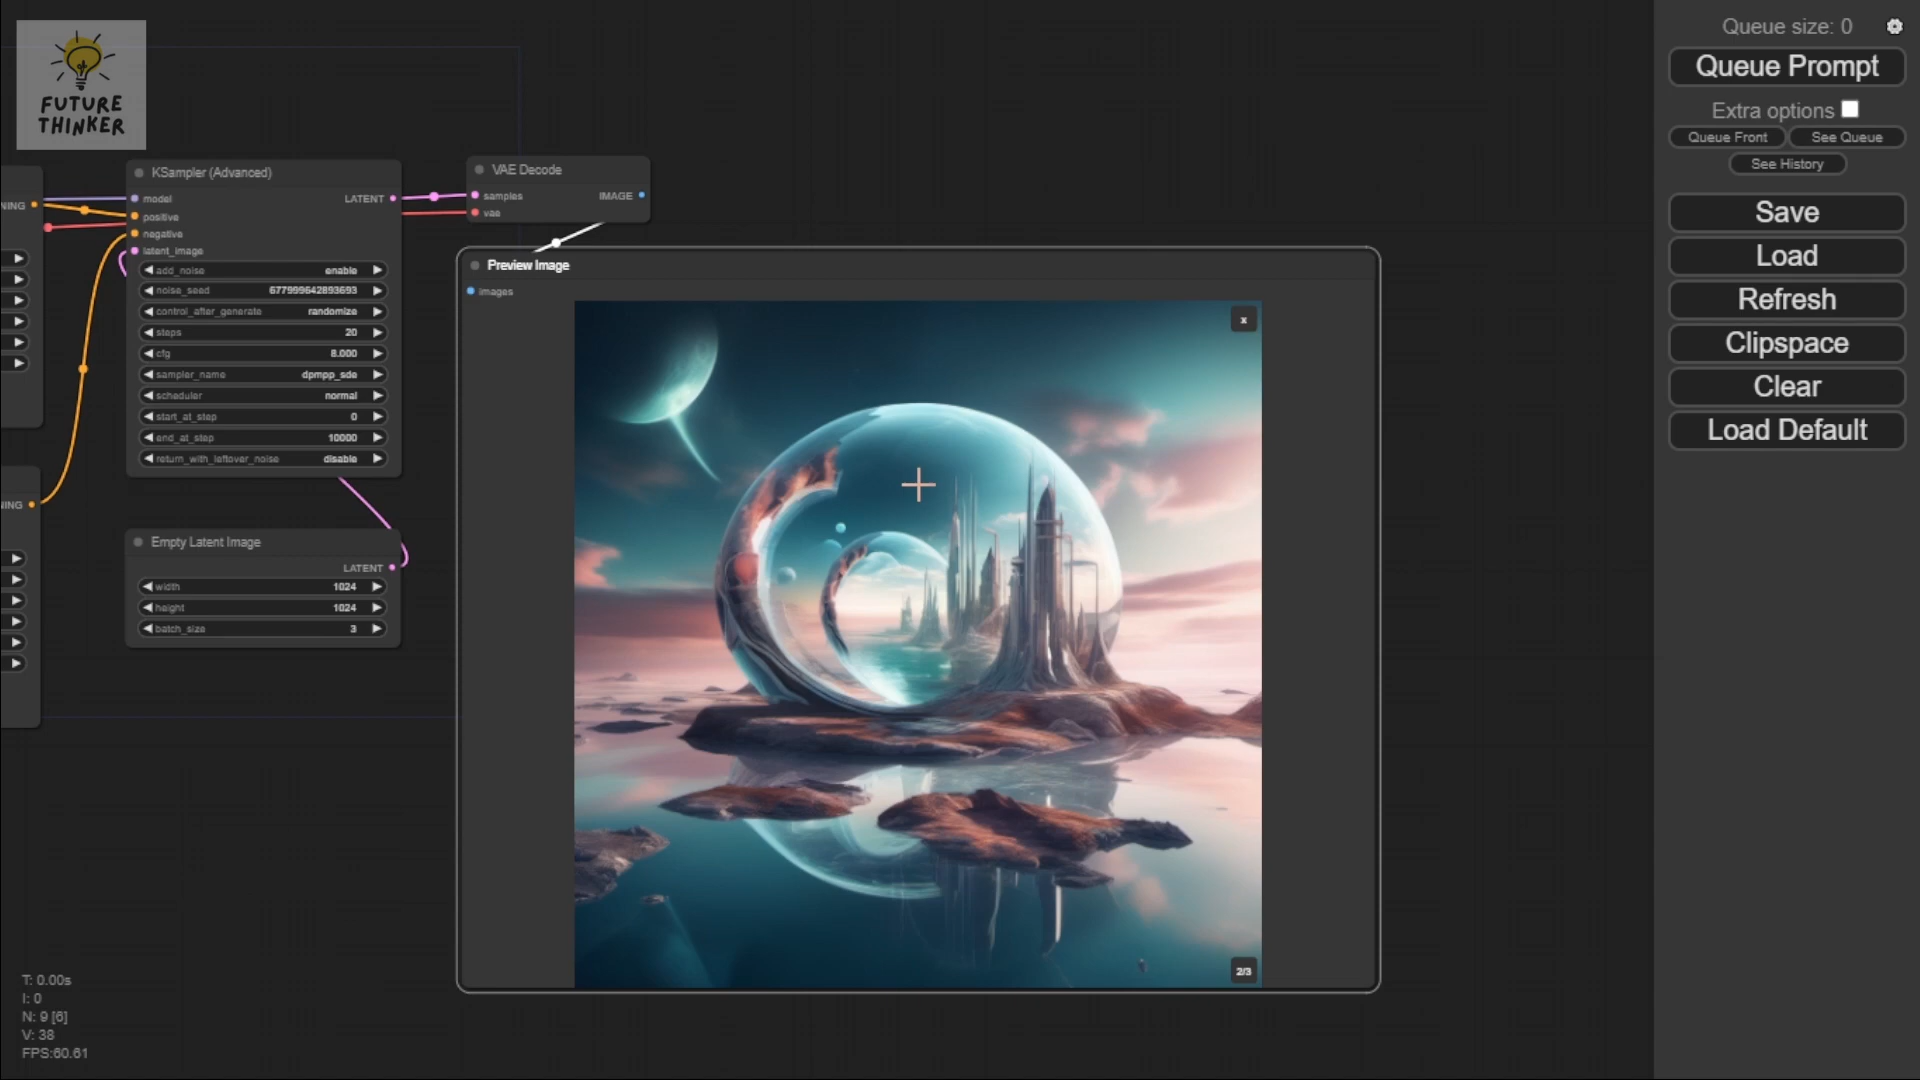 FUTURE
THINKER
NING
KSampler (Advanced)
model
LATENT
positive
negative
latent_image
add_noise enable
noise_seed 677999642893693
control_after_generate randomize
steps 20
cfg 8.000
sampler_name dpmpp_sde
scheduler normal
start_at_step 0
end_at_step 10000
return_with_leftover_noise disable
NING
Empty Latent Image
LATENT
width 1024
height 1024
batch_size 3
VAE Decode
samples IMAGE
vae
Preview Image
images
x
2/3
T: 0.00s
I: 0
N: 9 [6]
V: 38
FPS:60.61
Queue size: 0
Queue Prompt
Extra options
Queue Front See Queue
See History
Save
Load
Refresh
Clipspace
Clear
Load Default